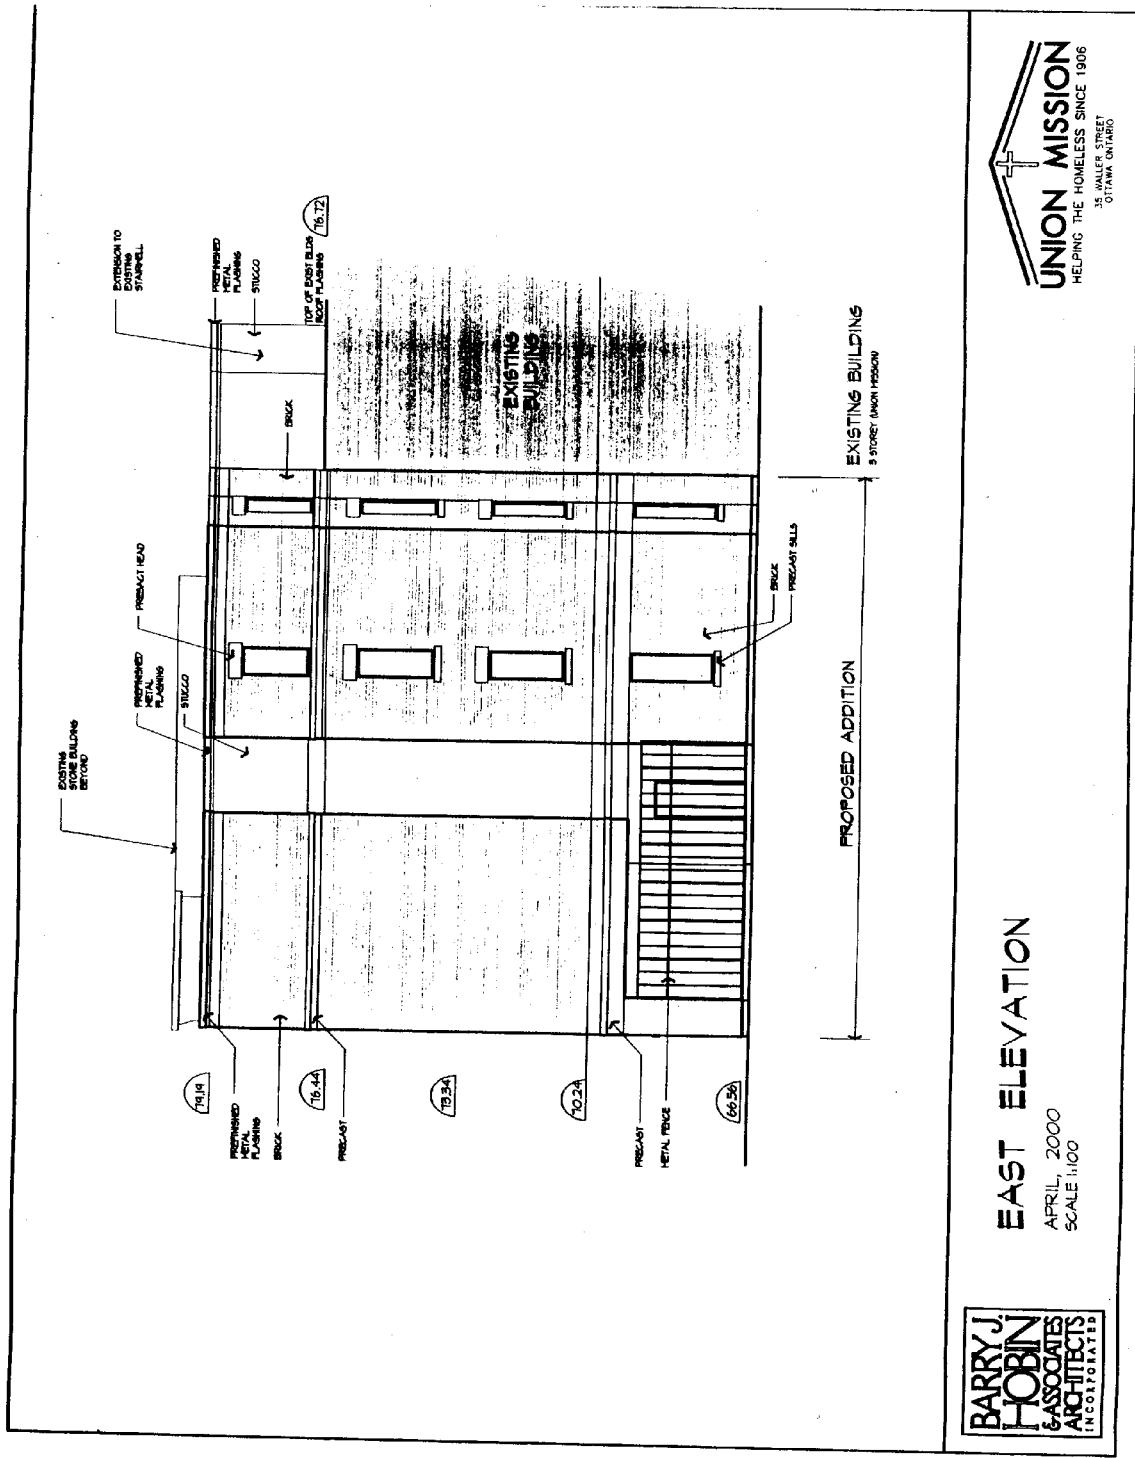 EXTENSION TO
EXISTING
STAIRWELL
PREFINISHED
METAL
FLASHING
STUCCO
TOP OF EXIST BLDG
ROOF FLASHING
76.72
EXISTING
STONE BUILDING
BEYOND
PREFINISHED
METAL
FLASHING
STUCCO
PRECAST HEAD
BRICK
EXISTING
BUILDING
79.19
76.44
73.34
70.24
66.56
PREFINISHED
METAL
FLASHING
BRICK
PRECAST
PRECAST
METAL FENCE
BRICK
PRECAST SILLS
PROPOSED ADDITION
EXISTING BUILDING
5 STOREY (UNION MISSION)
BARRY J.
HOBIN
& ASSOCIATES
ARCHITECTS
INCORPORATED
EAST ELEVATION
APRIL, 2000
SCALE 1:100
UNION MISSION
HELPING THE HOMELESS SINCE 1906
35 WALLER STREET
OTTAWA ONTARIO